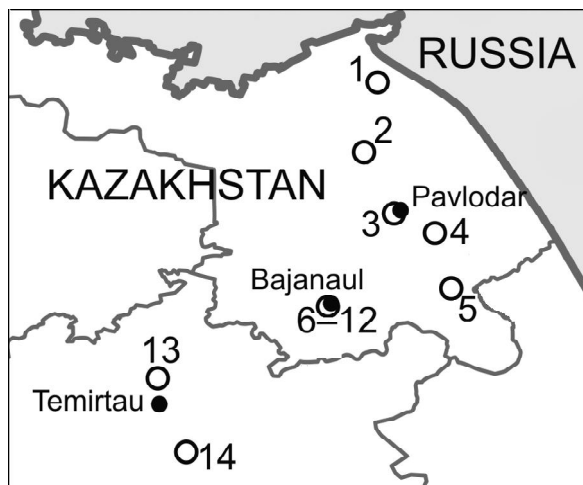 RUSSIA
1
2
KAZAKHSTAN
Pavlodar
3
4
Bajanaul
5
6–12
13
Temirtau
14